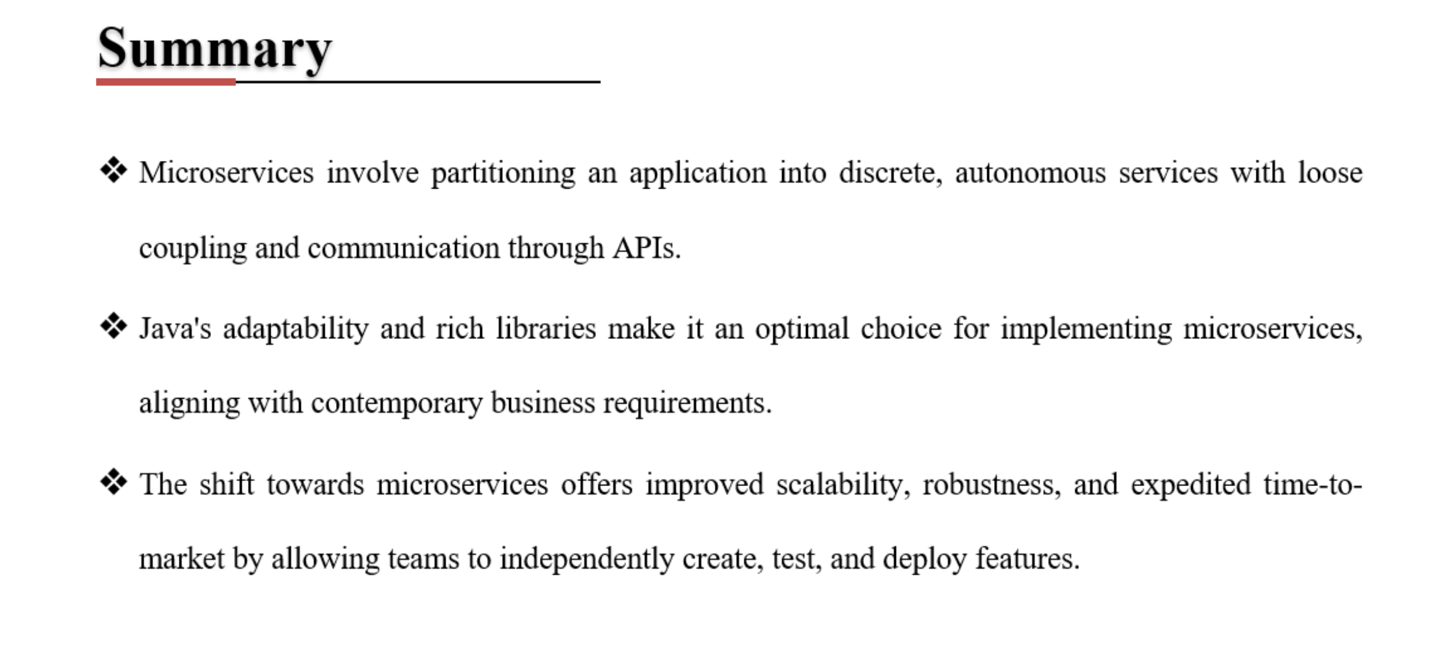 Summary
❖ Microservices involve partitioning an application into discrete, autonomous services with loose
coupling and communication through APIs.
❖ Java's adaptability and rich libraries make it an optimal choice for implementing microservices,
aligning with contemporary business requirements.
❖ The shift towards microservices offers improved scalability, robustness, and expedited time-to-
market by allowing teams to independently create, test, and deploy features.